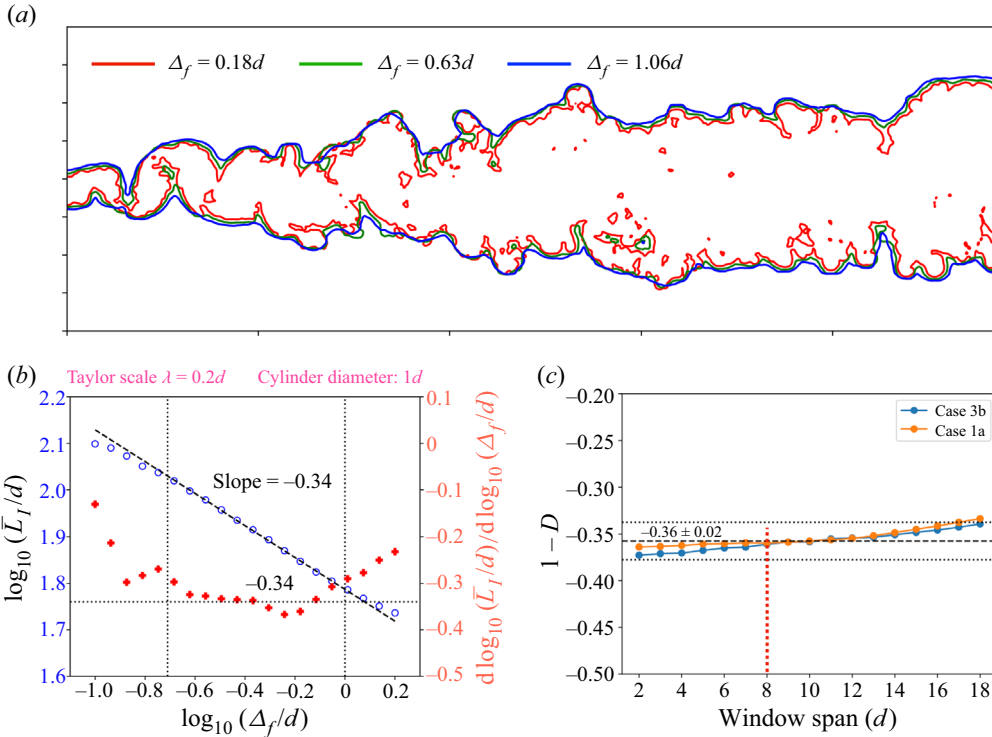 (a)
Δf = 0.18d Δf = 0.63d Δf = 1.06d
(b)
Taylor scale λ = 0.2d Cylinder diameter: 1d
2.2
2.1
2.0
1.9
1.8
1.7
1.6
log10 (L̅I/d)
0.1
0
−0.1
−0.2
−0.3
−0.4
−0.5
d log10 (L̅I/d)/d log10 (Δf/d)
Slope = −0.34
−0.34
−1.0 −0.8 −0.6 −0.4 −0.2 0 0.2
log10 (Δf/d)
(c)
−0.20
−0.25
−0.30
−0.35
−0.40
−0.45
−0.50
1 − D
Case 3b
Case 1a
−0.36 ± 0.02
2 4 6 8 10 12 14 16 18
Window span (d)